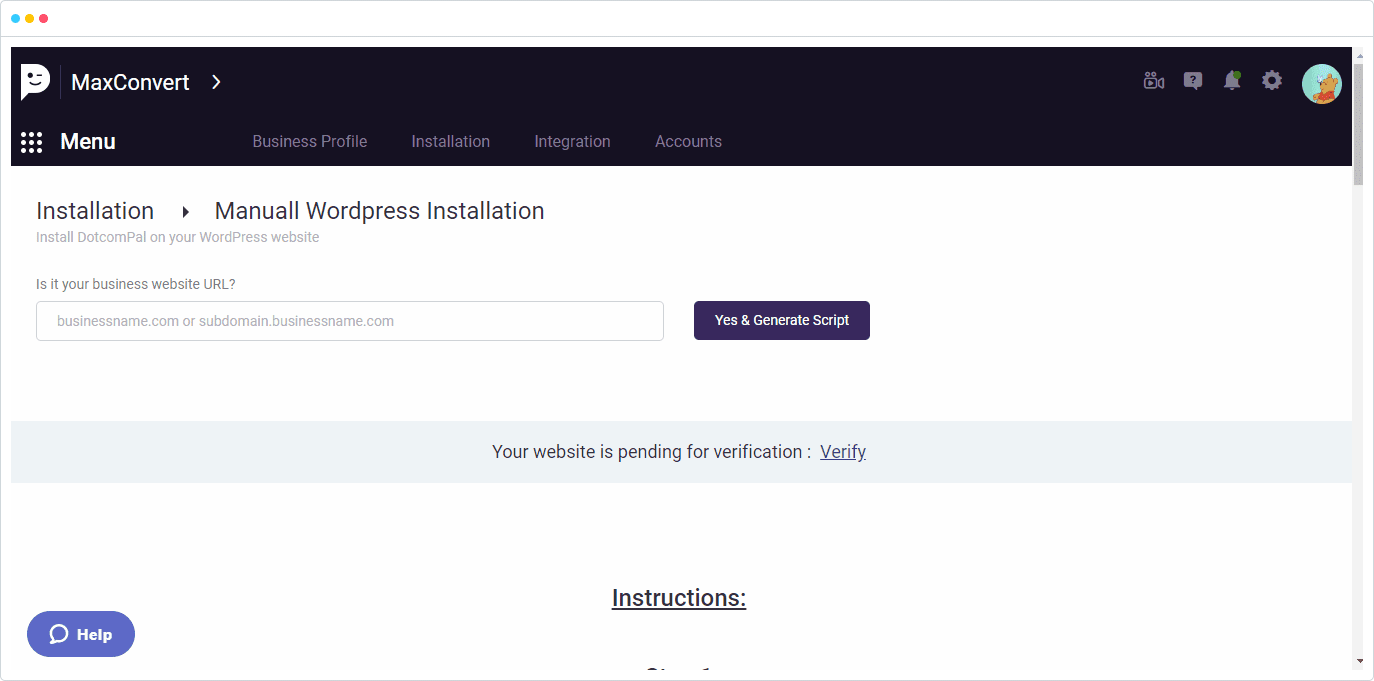 MaxConvert
Menu
Business Profile
Installation
Integration
Accounts
Installation
Manuall Wordpress Installation
Install DotcomPal on your WordPress website
Is it your business website URL?
businessname.com or subdomain.businessname.com
Yes & Generate Script
Your website is pending for verification : Verify
Instructions:
Help